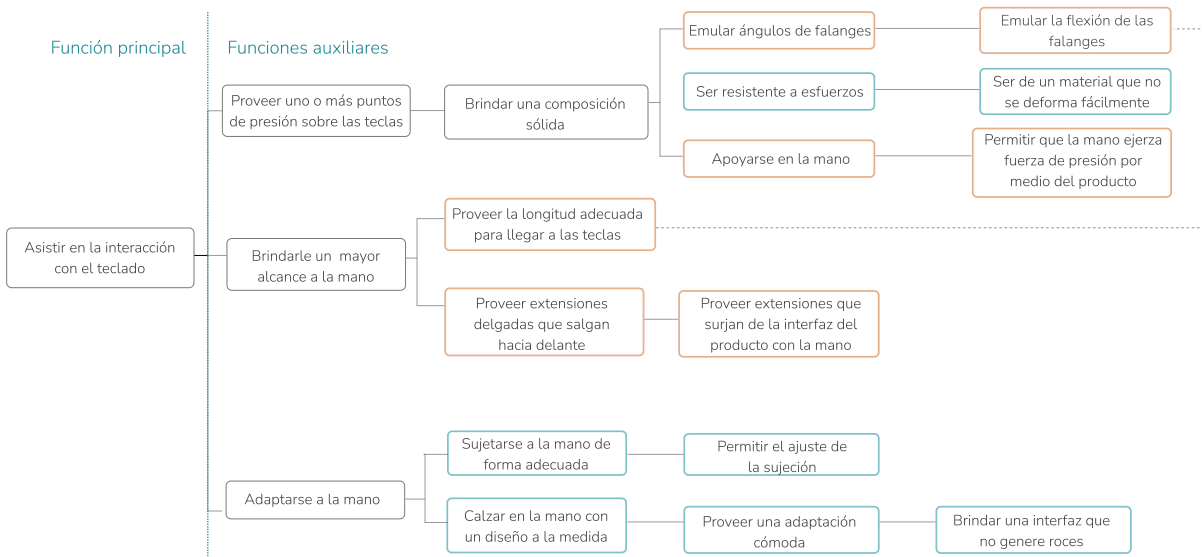 Función principal
Funciones auxiliares
Asistir en la interacción
con el teclado
Proveer uno o más puntos
de presión sobre las teclas
Brindar una composición
sólida
Emular ángulos de falanges
Emular la flexión de las
falanges
Ser resistente a esfuerzos
Ser de un material que no
se deforma fácilmente
Apoyarse en la mano
Permitir que la mano ejerza
fuerza de presión por
medio del producto
Brindarle un mayor
alcance a la mano
Proveer la longitud adecuada
para llegar a las teclas
Proveer extensiones
delgadas que salgan
hacia delante
Proveer extensiones que
surjan de la interfaz del
producto con la mano
Adaptarse a la mano
Sujetarse a la mano de
forma adecuada
Permitir el ajuste de
la sujeción
Calzar en la mano con
un diseño a la medida
Proveer una adaptación
cómoda
Brindar una interfaz que
no genere roces